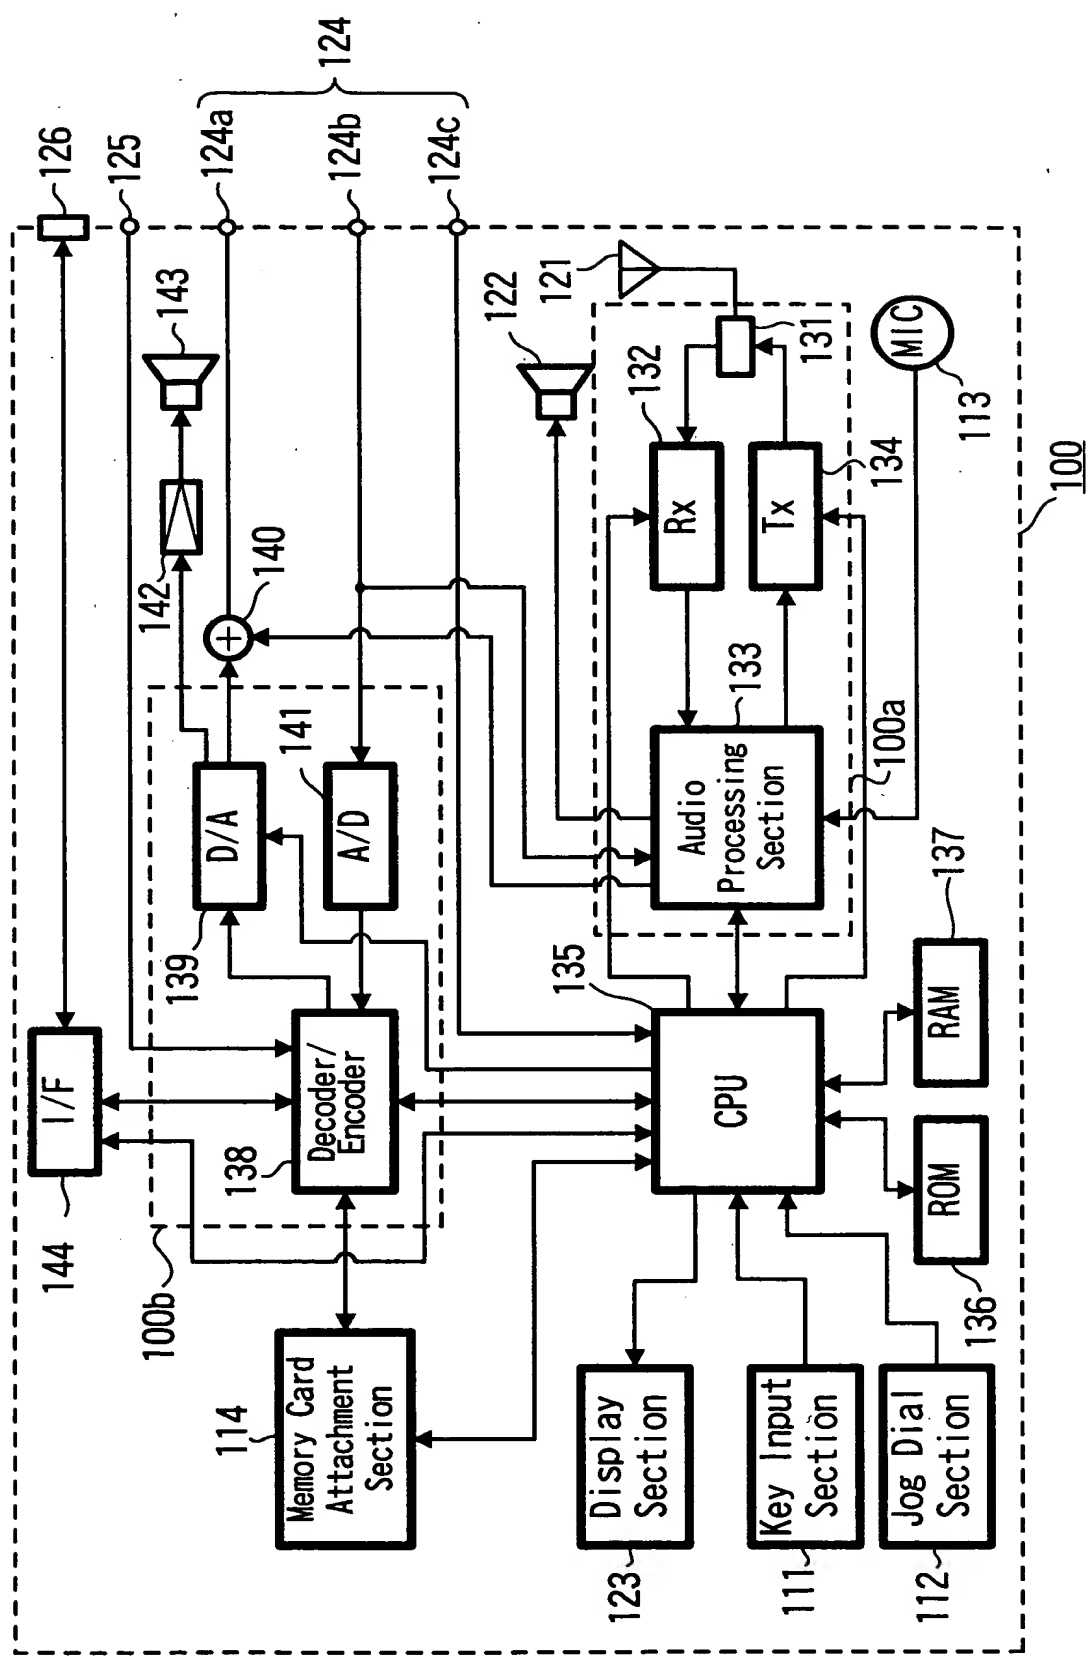 126
125
124a
124
124b
124c
143
142
140
122
121
I/F
144
139
D/A
141
A/D
138
Decoder/
Encoder
100b
132
Rx
131
134
Tx
133
Audio
Processing
Section
100a
MIC
113
100
114
Memory Card
Attachment
Section
135
CPU
137
RAM
136
ROM
123
Display
Section
111
Key Input
Section
112
Jog Dial
Section